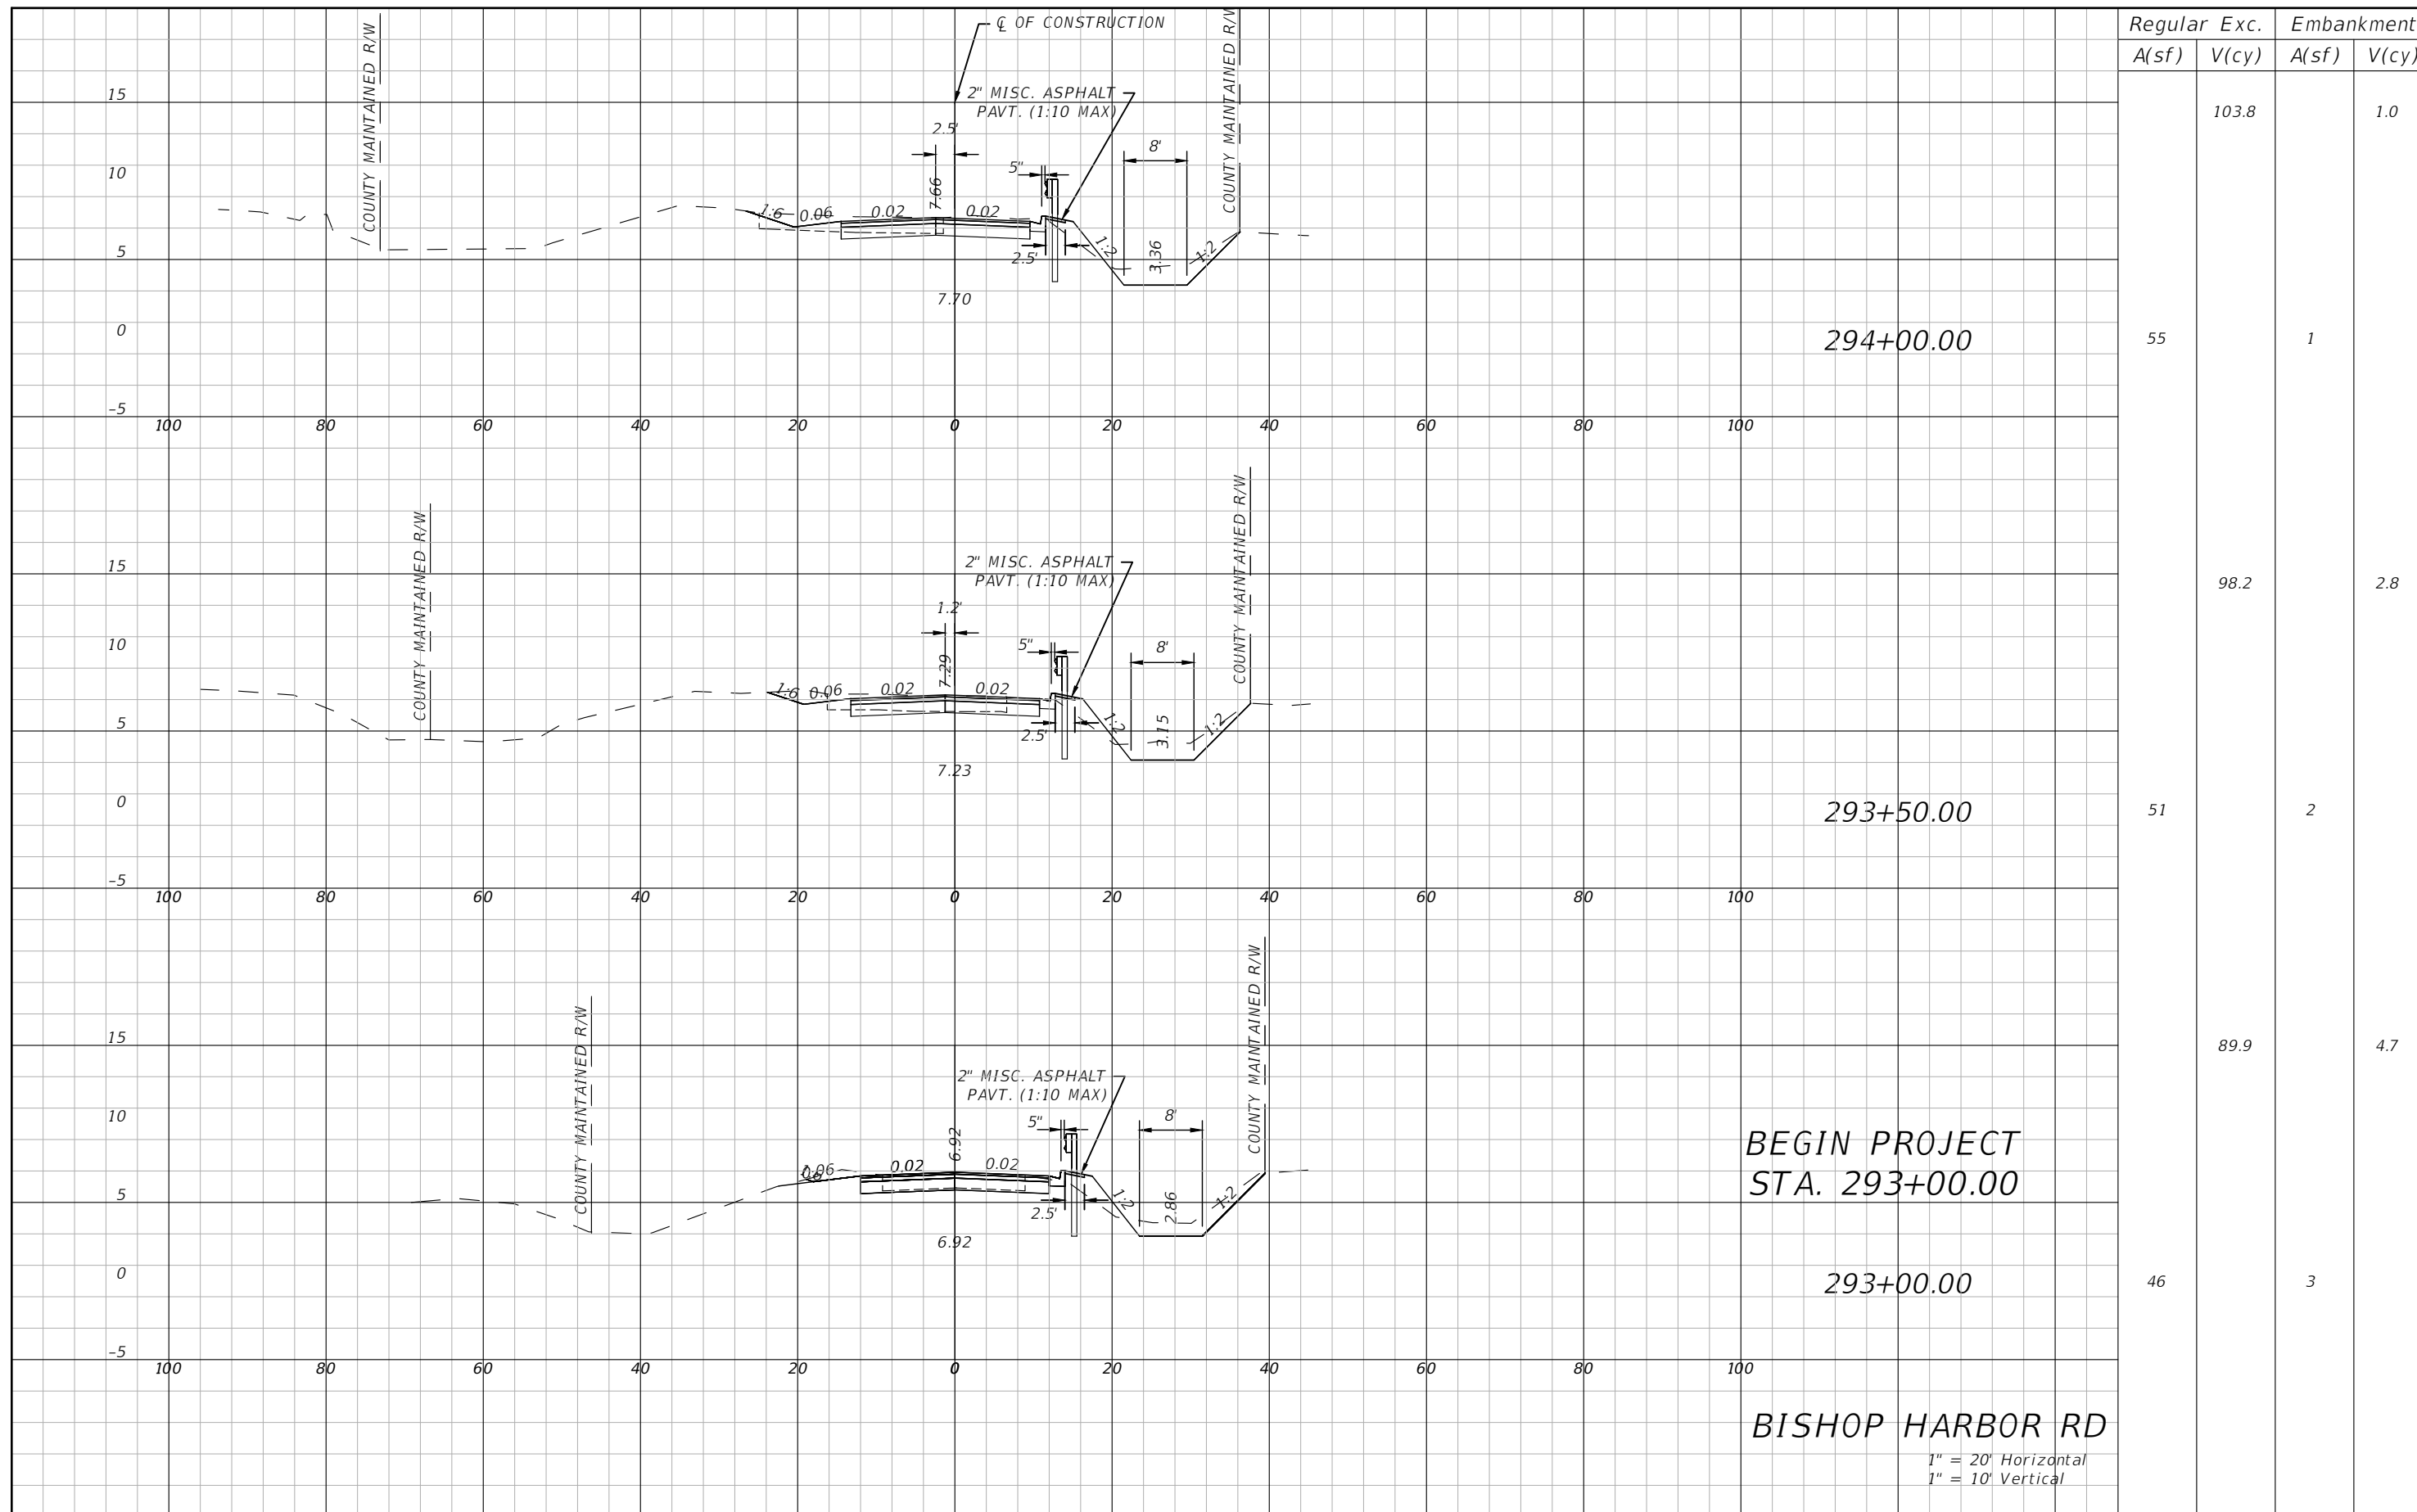 Regular Exc. Embankment
A(sf) V(cy) A(sf) V(cy)
℄ OF CONSTRUCTION
COUNTY MAINTAINED R/W
COUNTY MAINTAINED R/W
2" MISC. ASPHALT
PAVT. (1:10 MAX)
15
103.8 1.0
2.5'
8'
5"
10
7.66
1:6 0.06 0.02 0.02
1:2 3.36 1:2
5
2.5'
7.70
0
294+00.00 55 1
-5
100 80 60 40 20 0 20 40 60 80 100
COUNTY MAINTAINED R/W
COUNTY MAINTAINED R/W
2" MISC. ASPHALT
PAVT. (1:10 MAX)
15
98.2 2.8
1.2'
5" 8'
10
7.29
1:6 0.06 0.02 0.02
1:2 3.15 1:2
5
2.5'
7.23
0
293+50.00 51 2
-5
100 80 60 40 20 0 20 40 60 80 100
COUNTY MAINTAINED R/W
COUNTY MAINTAINED R/W
15
89.9 4.7
2" MISC. ASPHALT
PAVT. (1:10 MAX)
10
5" 8'
6.92
0.06 0.02 0.02
1:2 2.86 1:2
5
2.5'
6.92
BEGIN PROJECT
STA. 293+00.00
0
293+00.00 46 3
-5
100 80 60 40 20 0 20 40 60 80 100
BISHOP HARBOR RD
1" = 20' Horizontal
1" = 10' Vertical